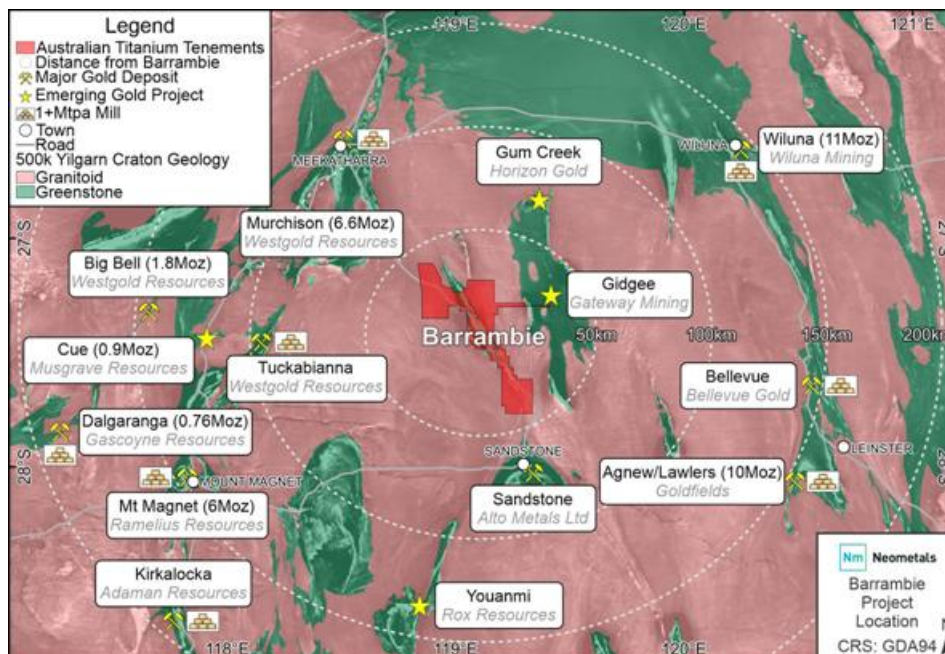 Legend
Australian Titanium Tenements
Distance from Barrambie
Major Gold Deposit
Emerging Gold Project
1+Mtpa Mill
Town
Road
500k Yilgarn Craton Geology
Granitoid
Greenstone
119°E
120°E
121°E
MEEKATHARRA
Gum Creek
Horizon Gold
WILUNA
Wiluna (11Moz)
Wiluna Mining
27°S
Murchison (6.6Moz)
Westgold Resources
Big Bell (1.8Moz)
Westgold Resources
Gidgee
Gateway Mining
Barrambie
50km
100km
150km
200km
Cue (0.9Moz)
Musgrave Resources
Tuckabianna
Westgold Resources
Bellevue
Bellevue Gold
Dalgaranga (0.76Moz)
Gascoyne Resources
28°S
SANDSTONE
LEINSTER
MOUNT MAGNET
Mt Magnet (6Moz)
Ramelius Resources
Sandstone
Alto Metals Ltd
Agnew/Lawlers (10Moz)
Goldfields
Kirkalocka
Adaman Resources
Youanmi
Rox Resources
118°E
119°E
120°E
Nm Neometals
Barrambie
Project
Location
CRS: GDA94